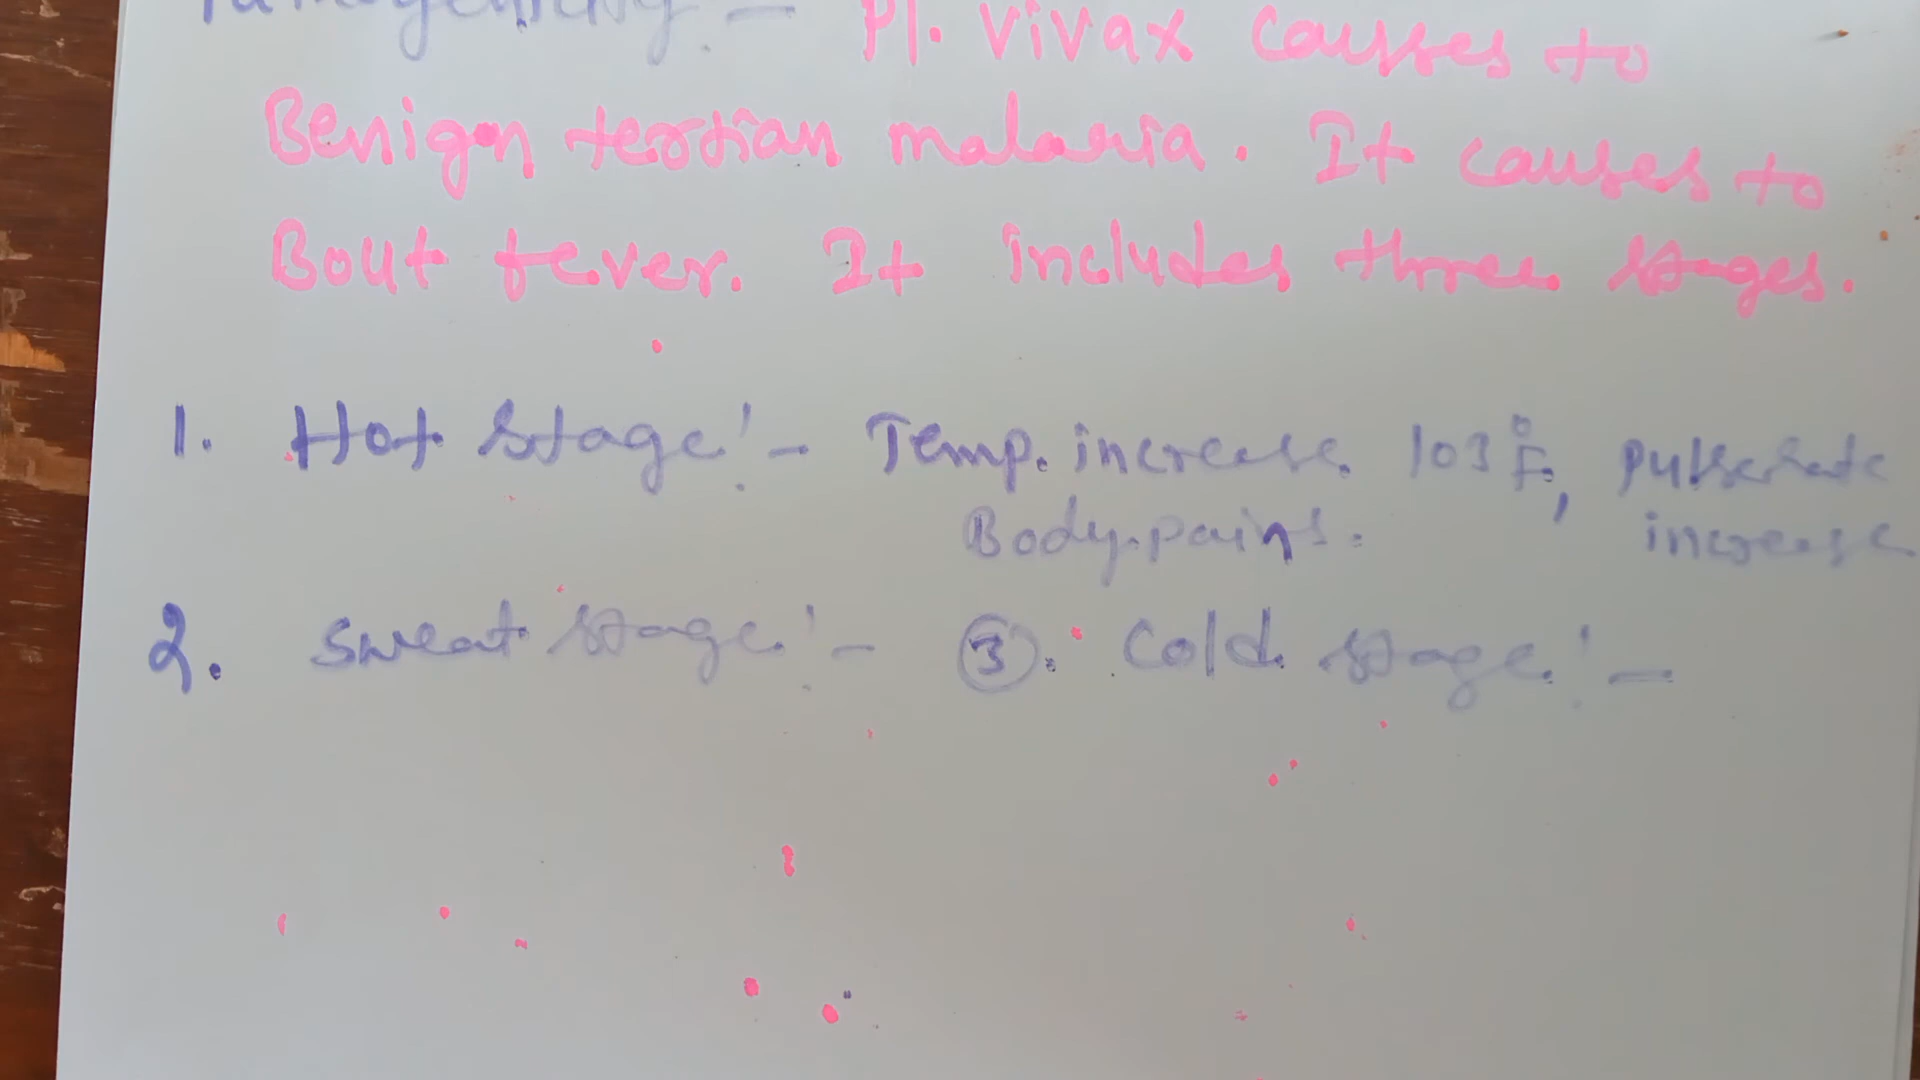 Pathogenicity :- Pl. vivax causes to
Benign tertian malaria. It causes to
Bout fever. It includes three stages.
1. Hot stage :- Temp. increase 103°F, pulse rate
Body pains. increase
2. Sweat stage :- 3. Cold stage :-